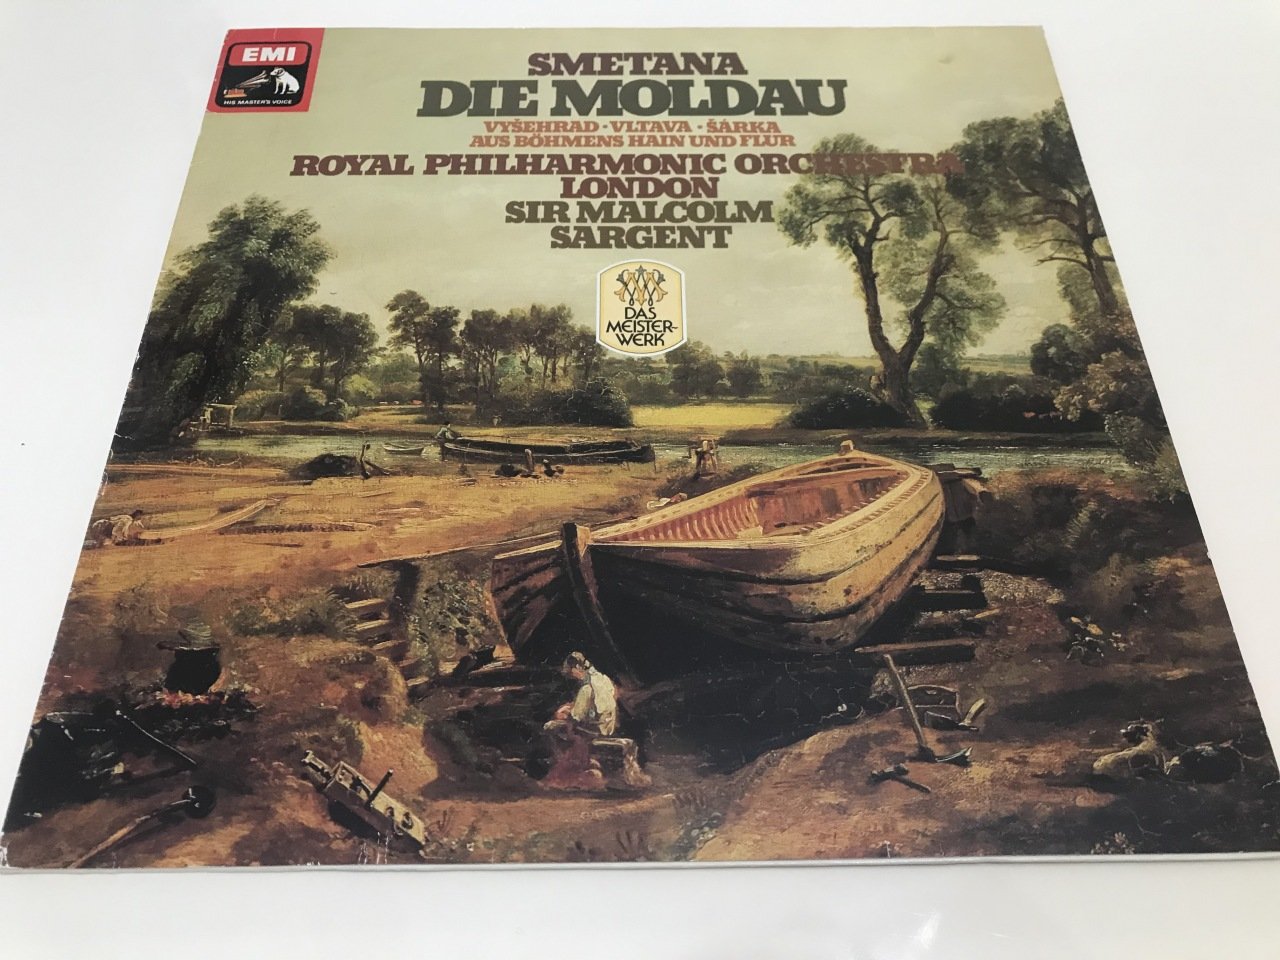 EMI
HIS MASTER'S VOICE
SMETANA
DIE MOLDAU
VYŠEHRAD · VLTAVA · ŠÁRKA
AUS BÖHMENS HAIN UND FLUR
ROYAL PHILHARMONIC ORCHESTRA
LONDON
SIR MALCOLM
SARGENT
DAS
MEISTER-
WERK